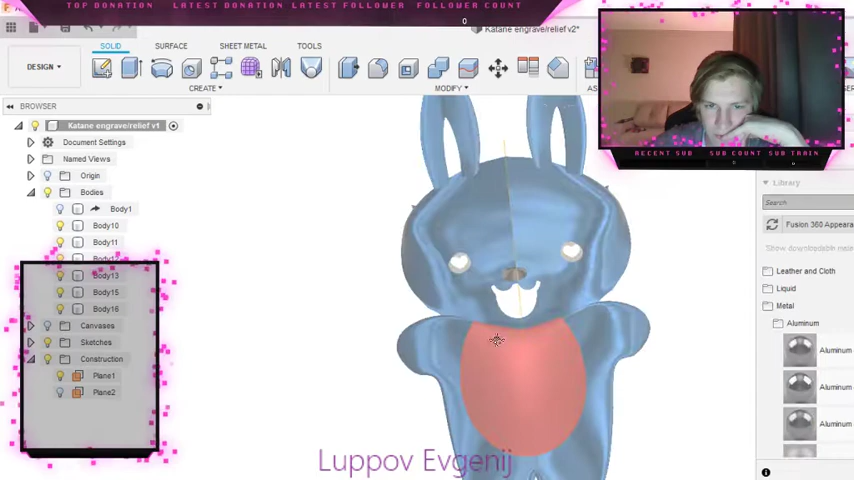 TOP DONATION LATEST DONATION LATEST FOLLOWER FOLLOWER COUNT
0
Katane engrave/relief v2*
SOLID SURFACE SHEET METAL TOOLS
DESIGN
CREATE MODIFY
BROWSER
Katane engrave/relief v1
Document Settings
Named Views
Origin
Bodies
Body1
Body10
Body11
Body12
Body13
Body15
Body16
Canvases
Sketches
Construction
Plane1
Plane2
RECENT SUB SUB COUNT SUB TRAIN
Library
Search
Fusion 360 Appeara
Leather and Cloth
Liquid
Metal
Aluminum
Aluminum
Aluminum
Aluminum
Luppov Evgenij